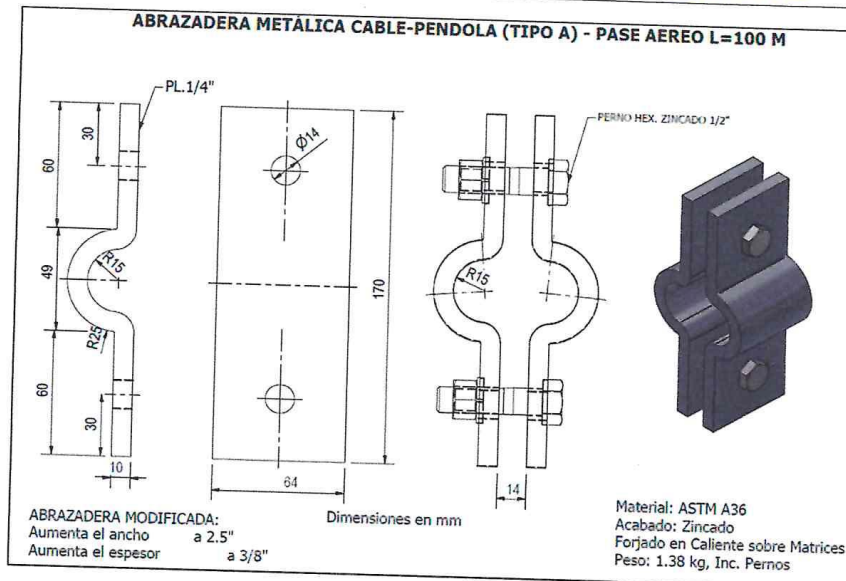 ABRAZADERA METÁLICA CABLE-PENDOLA (TIPO A) - PASE AEREO L=100 M
PL.1/4"
30
60
49
R15
R25
60
30
10
Ø14
170
64
PERNO HEX. ZINCADO 1/2"
R15
14
ABRAZADERA MODIFICADA:
Aumenta el ancho a 2.5"
Aumenta el espesor a 3/8"
Dimensiones en mm
Material: ASTM A36
Acabado: Zincado
Forjado en Caliente sobre Matrices
Peso: 1.38 kg, Inc. Pernos